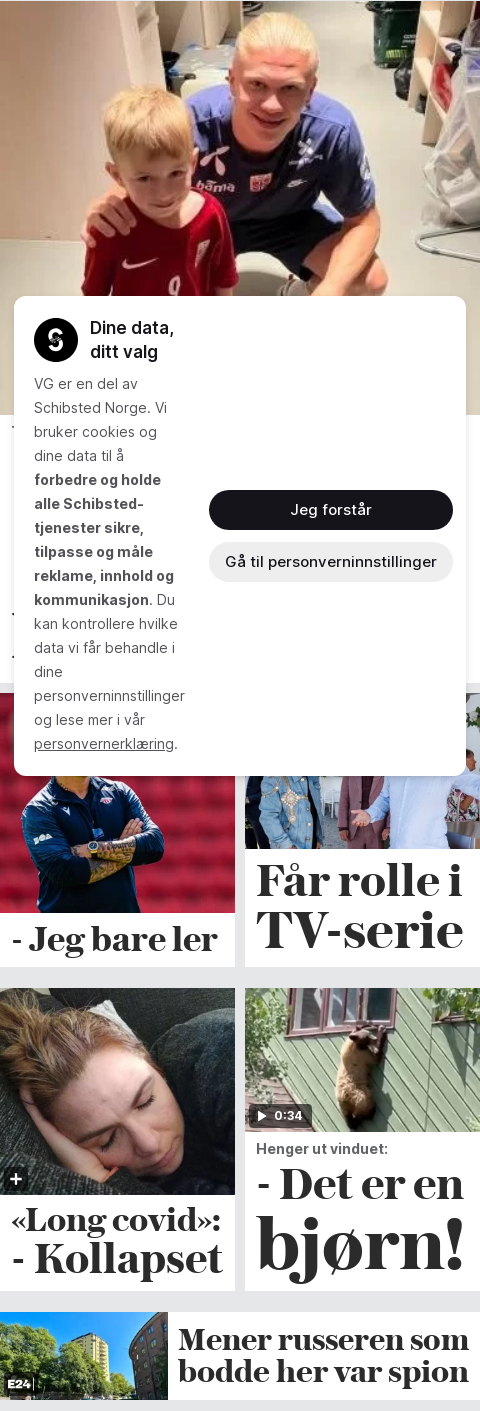 bama
9
Dine data,
ditt valg
VG er en del av
Schibsted Norge. Vi
bruker cookies og
dine data til å
forbedre og holde
alle Schibsted-
tjenester sikre,
tilpasse og måle
reklame, innhold og
kommunikasjon. Du
kan kontrollere hvilke
data vi får behandle i
dine
personverninnstillinger
og lese mer i vår
personvernerklæring.
Jeg forstår
Gå til personverninnstillinger
- Jeg bare ler
Får rolle i
TV-serie
«Long covid»:
- Kollapset
0:34
Henger ut vinduet:
- Det er en
bjørn!
E24
Mener russeren som
bodde her var spion